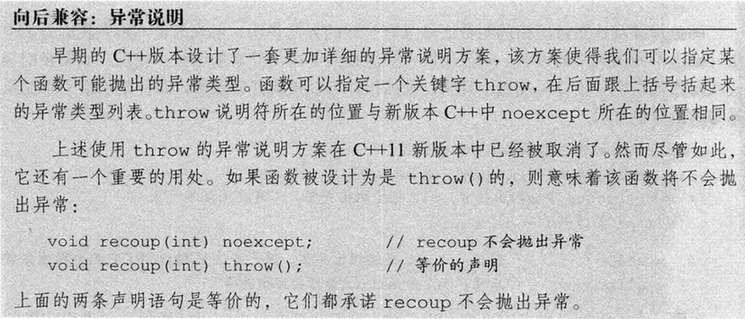 向后兼容：异常说明
早期的 C++版本设计了一套更加详细的异常说明方案，该方案使得我们可以指定某
个函数可能抛出的异常类型。函数可以指定一个关键字 throw，在后面跟上括号括起来
的异常类型列表。throw 说明符所在的位置与新版本 C++中 noexcept 所在的位置相同。
上述使用 throw 的异常说明方案在 C++11 新版本中已经被取消了。然而尽管如此，
它还有一个重要的用处。如果函数被设计为是 throw()的，则意味着该函数将不会抛
出异常：
void recoup(int) noexcept; // recoup 不会抛出异常
void recoup(int) throw(); // 等价的声明
上面的两条声明语句是等价的，它们都承诺 recoup 不会抛出异常。